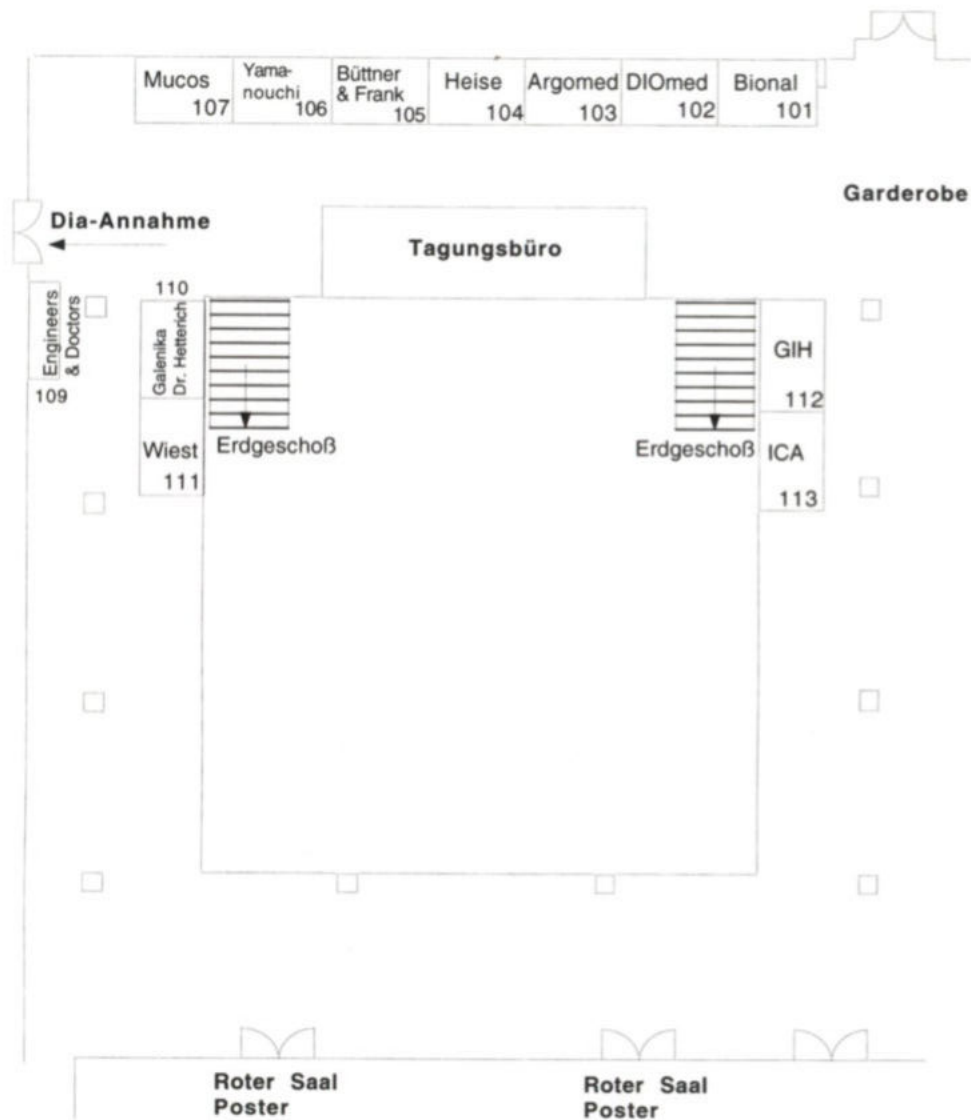 Mucos
107
Yama-
nouchi
106
Büttner
& Frank
105
Heise
104
Argomed
103
DIOmed
102
Bional
101
Garderobe
Dia-Annahme
Tagungsbüro
Engineers
& Doctors
109
110
Galenika
Dr. Hetterich
Wiest
111
Erdgeschoß
Erdgeschoß
GIH
112
ICA
113
Roter Saal
Poster
Roter Saal
Poster